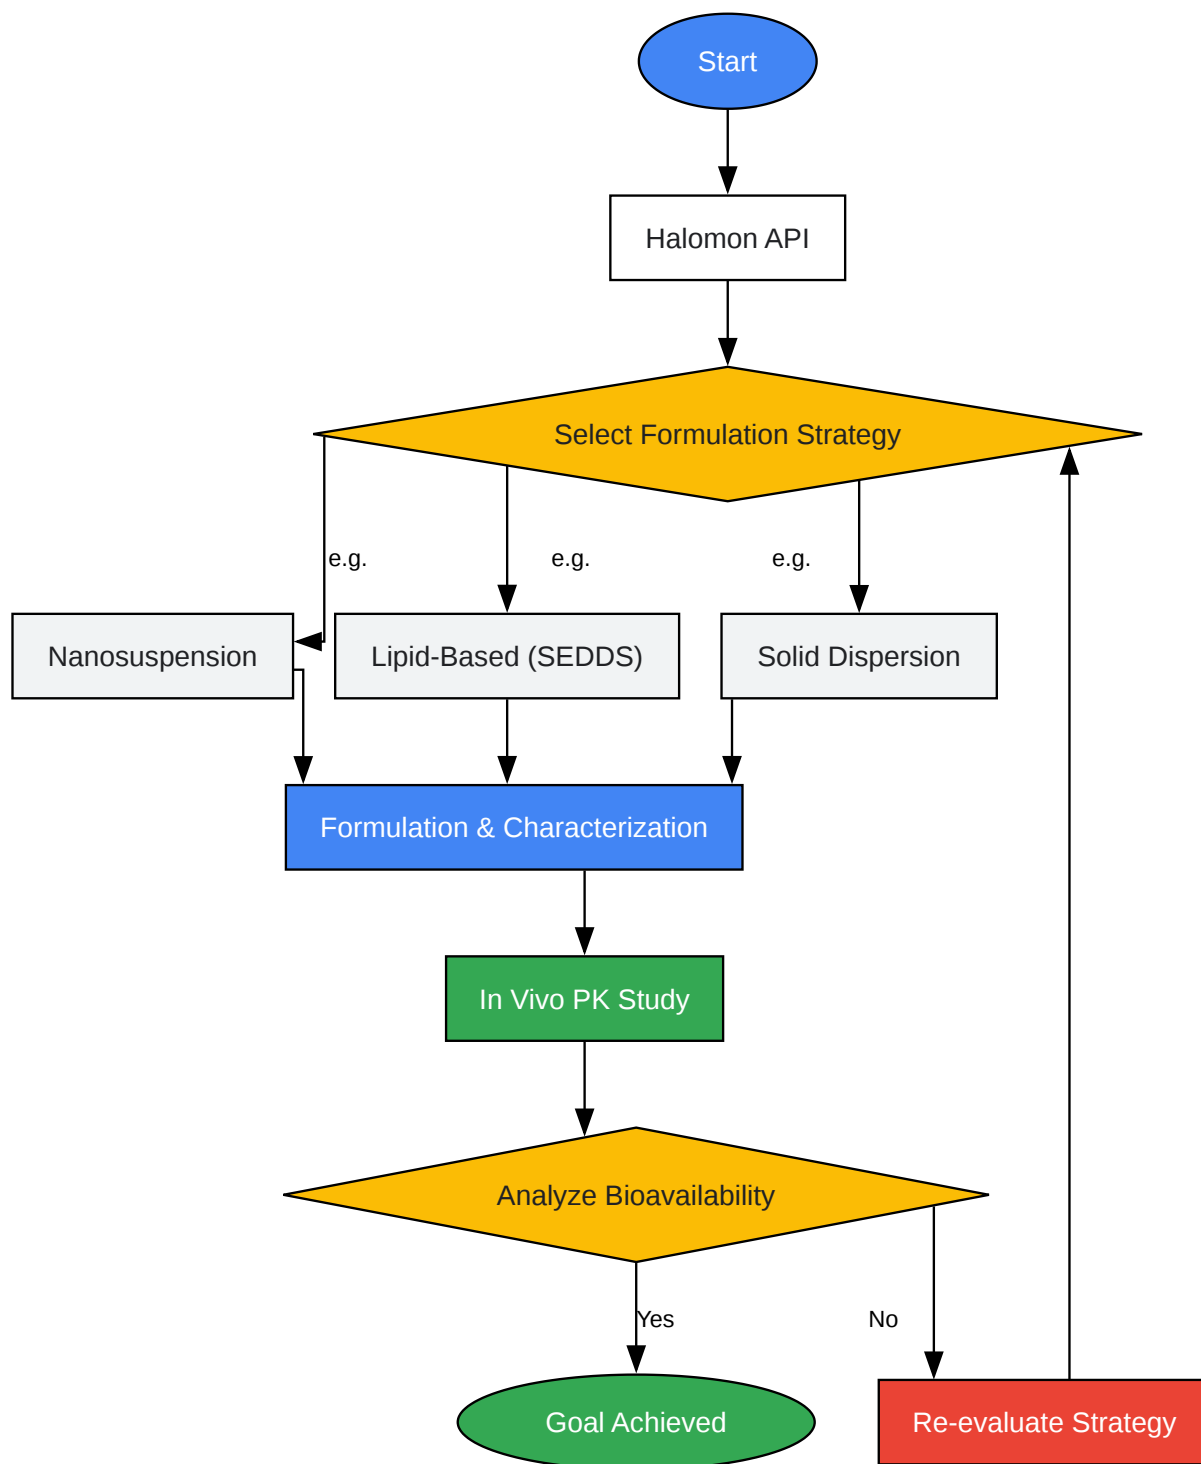 Start
Halomon API
Select Formulation Strategy
e.g.
e.g.
e.g.
Nanosuspension
Lipid-Based (SEDDS)
Solid Dispersion
Formulation & Characterization
In Vivo PK Study
Analyze Bioavailability
Yes
No
Goal Achieved
Re-evaluate Strategy